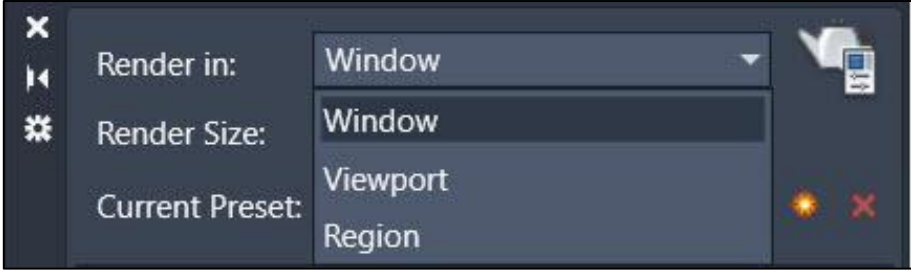 Render in: Window
Window
Render Size:
Viewport
Current Preset:
Region